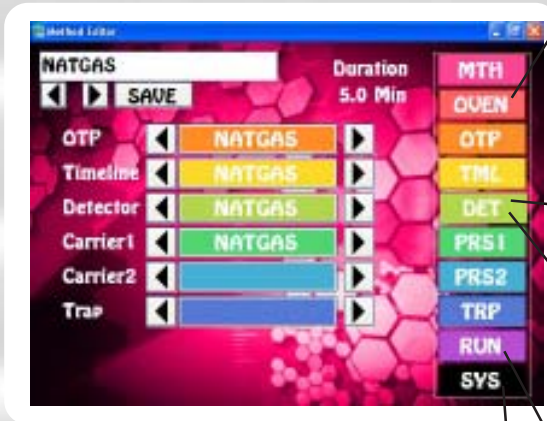 Method Editor
NATGAS
Duration
SAVE
5.0 Min
OTP NATGAS
Timeline NATGAS
Detector NATGAS
Carrier1 NATGAS
Carrier2
Trap
MTH
OVEN
OTP
TML
DET
PRS1
PRS2
TRP
RUN
SYS